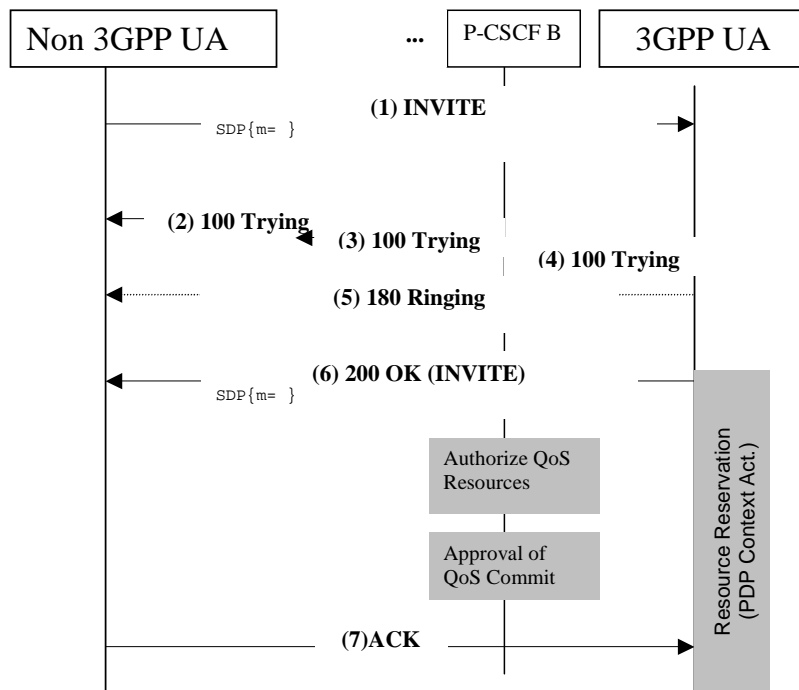 Non 3GPP UA
...
P-CSCF B
3GPP UA
(1) INVITE
SDP{m= }
(2) 100 Trying
(3) 100 Trying
(4) 100 Trying
(5) 180 Ringing
(6) 200 OK (INVITE)
SDP{m= }
Authorize QoS
Resources
Approval of
QoS Commit
Resource Reservation
(PDP Context Act.)
(7)ACK